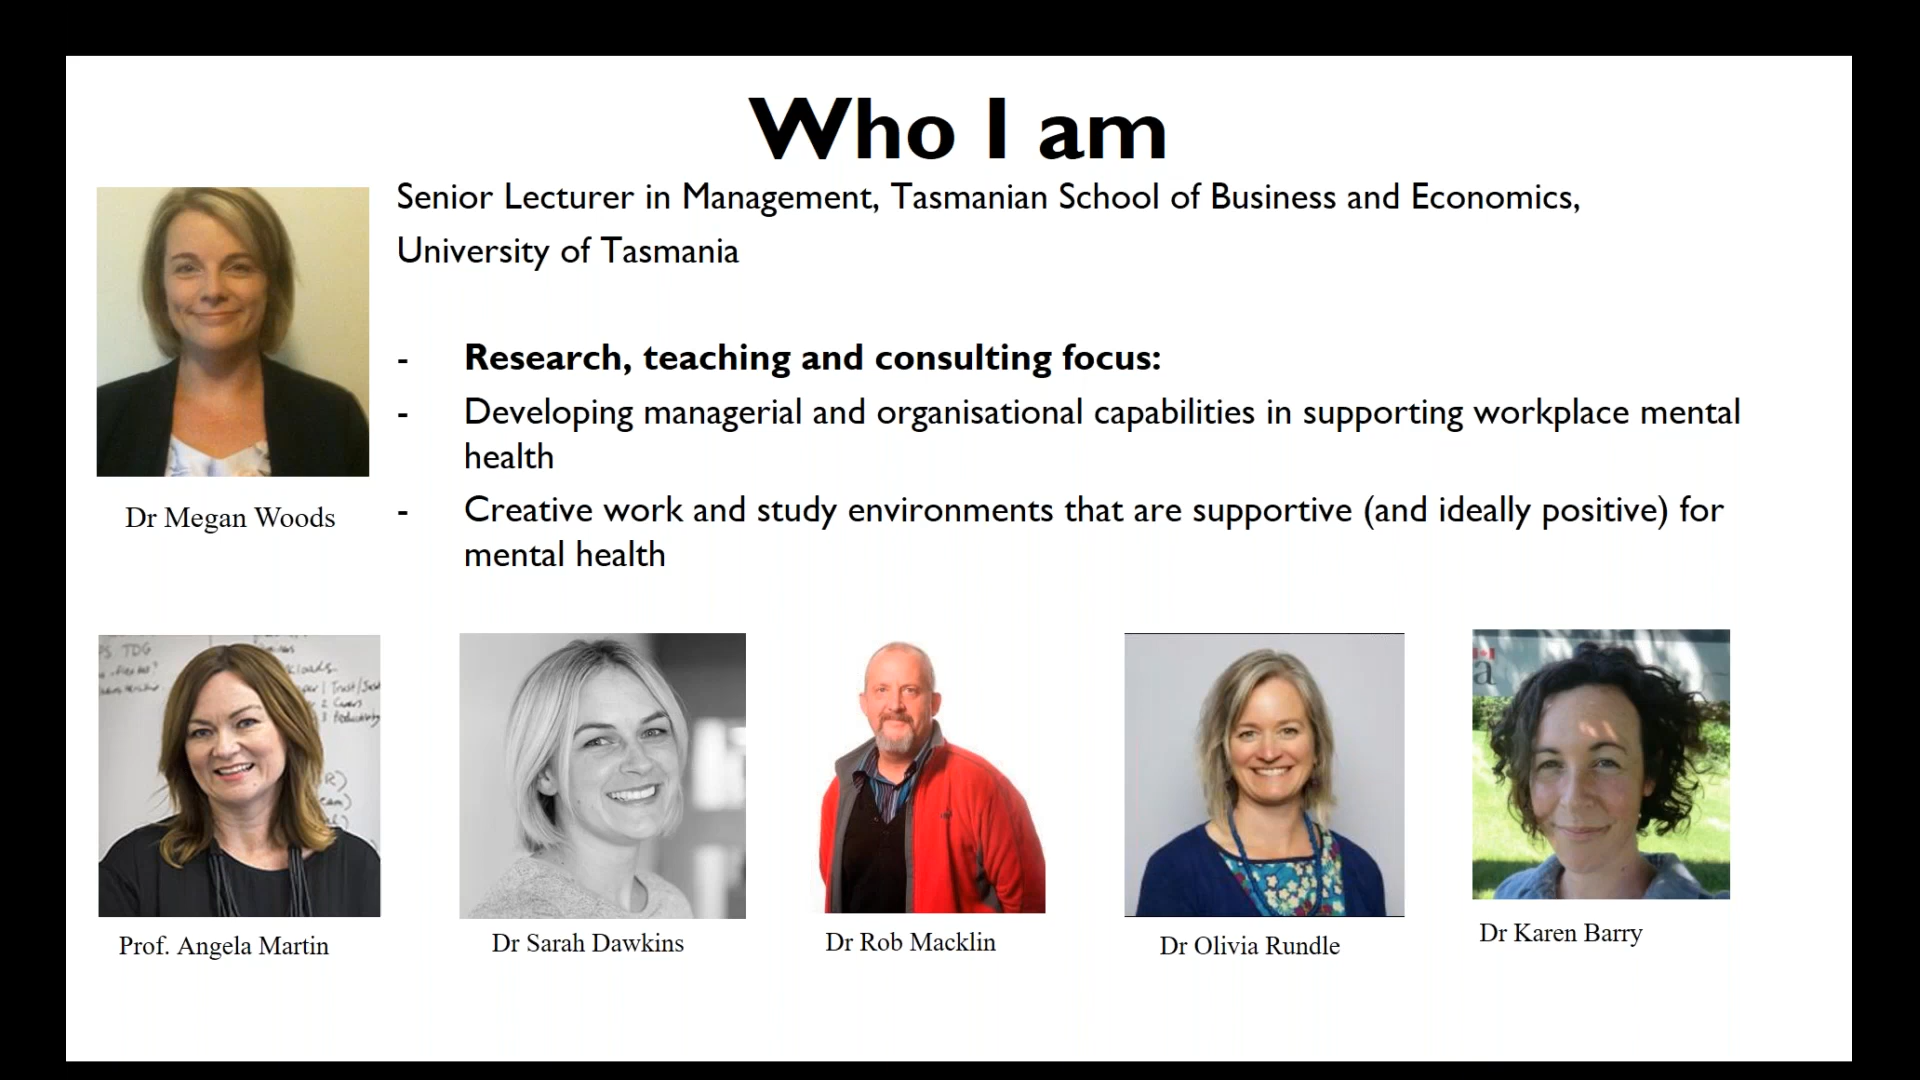 Who I am
Senior Lecturer in Management, Tasmanian School of Business and Economics,
University of Tasmania
- Research, teaching and consulting focus:
- Developing managerial and organisational capabilities in supporting workplace mental
health
- Creative work and study environments that are supportive (and ideally positive) for
mental health
Dr Megan Woods
TDG
a
Prof. Angela Martin
Dr Sarah Dawkins
Dr Rob Macklin
Dr Olivia Rundle
Dr Karen Barry